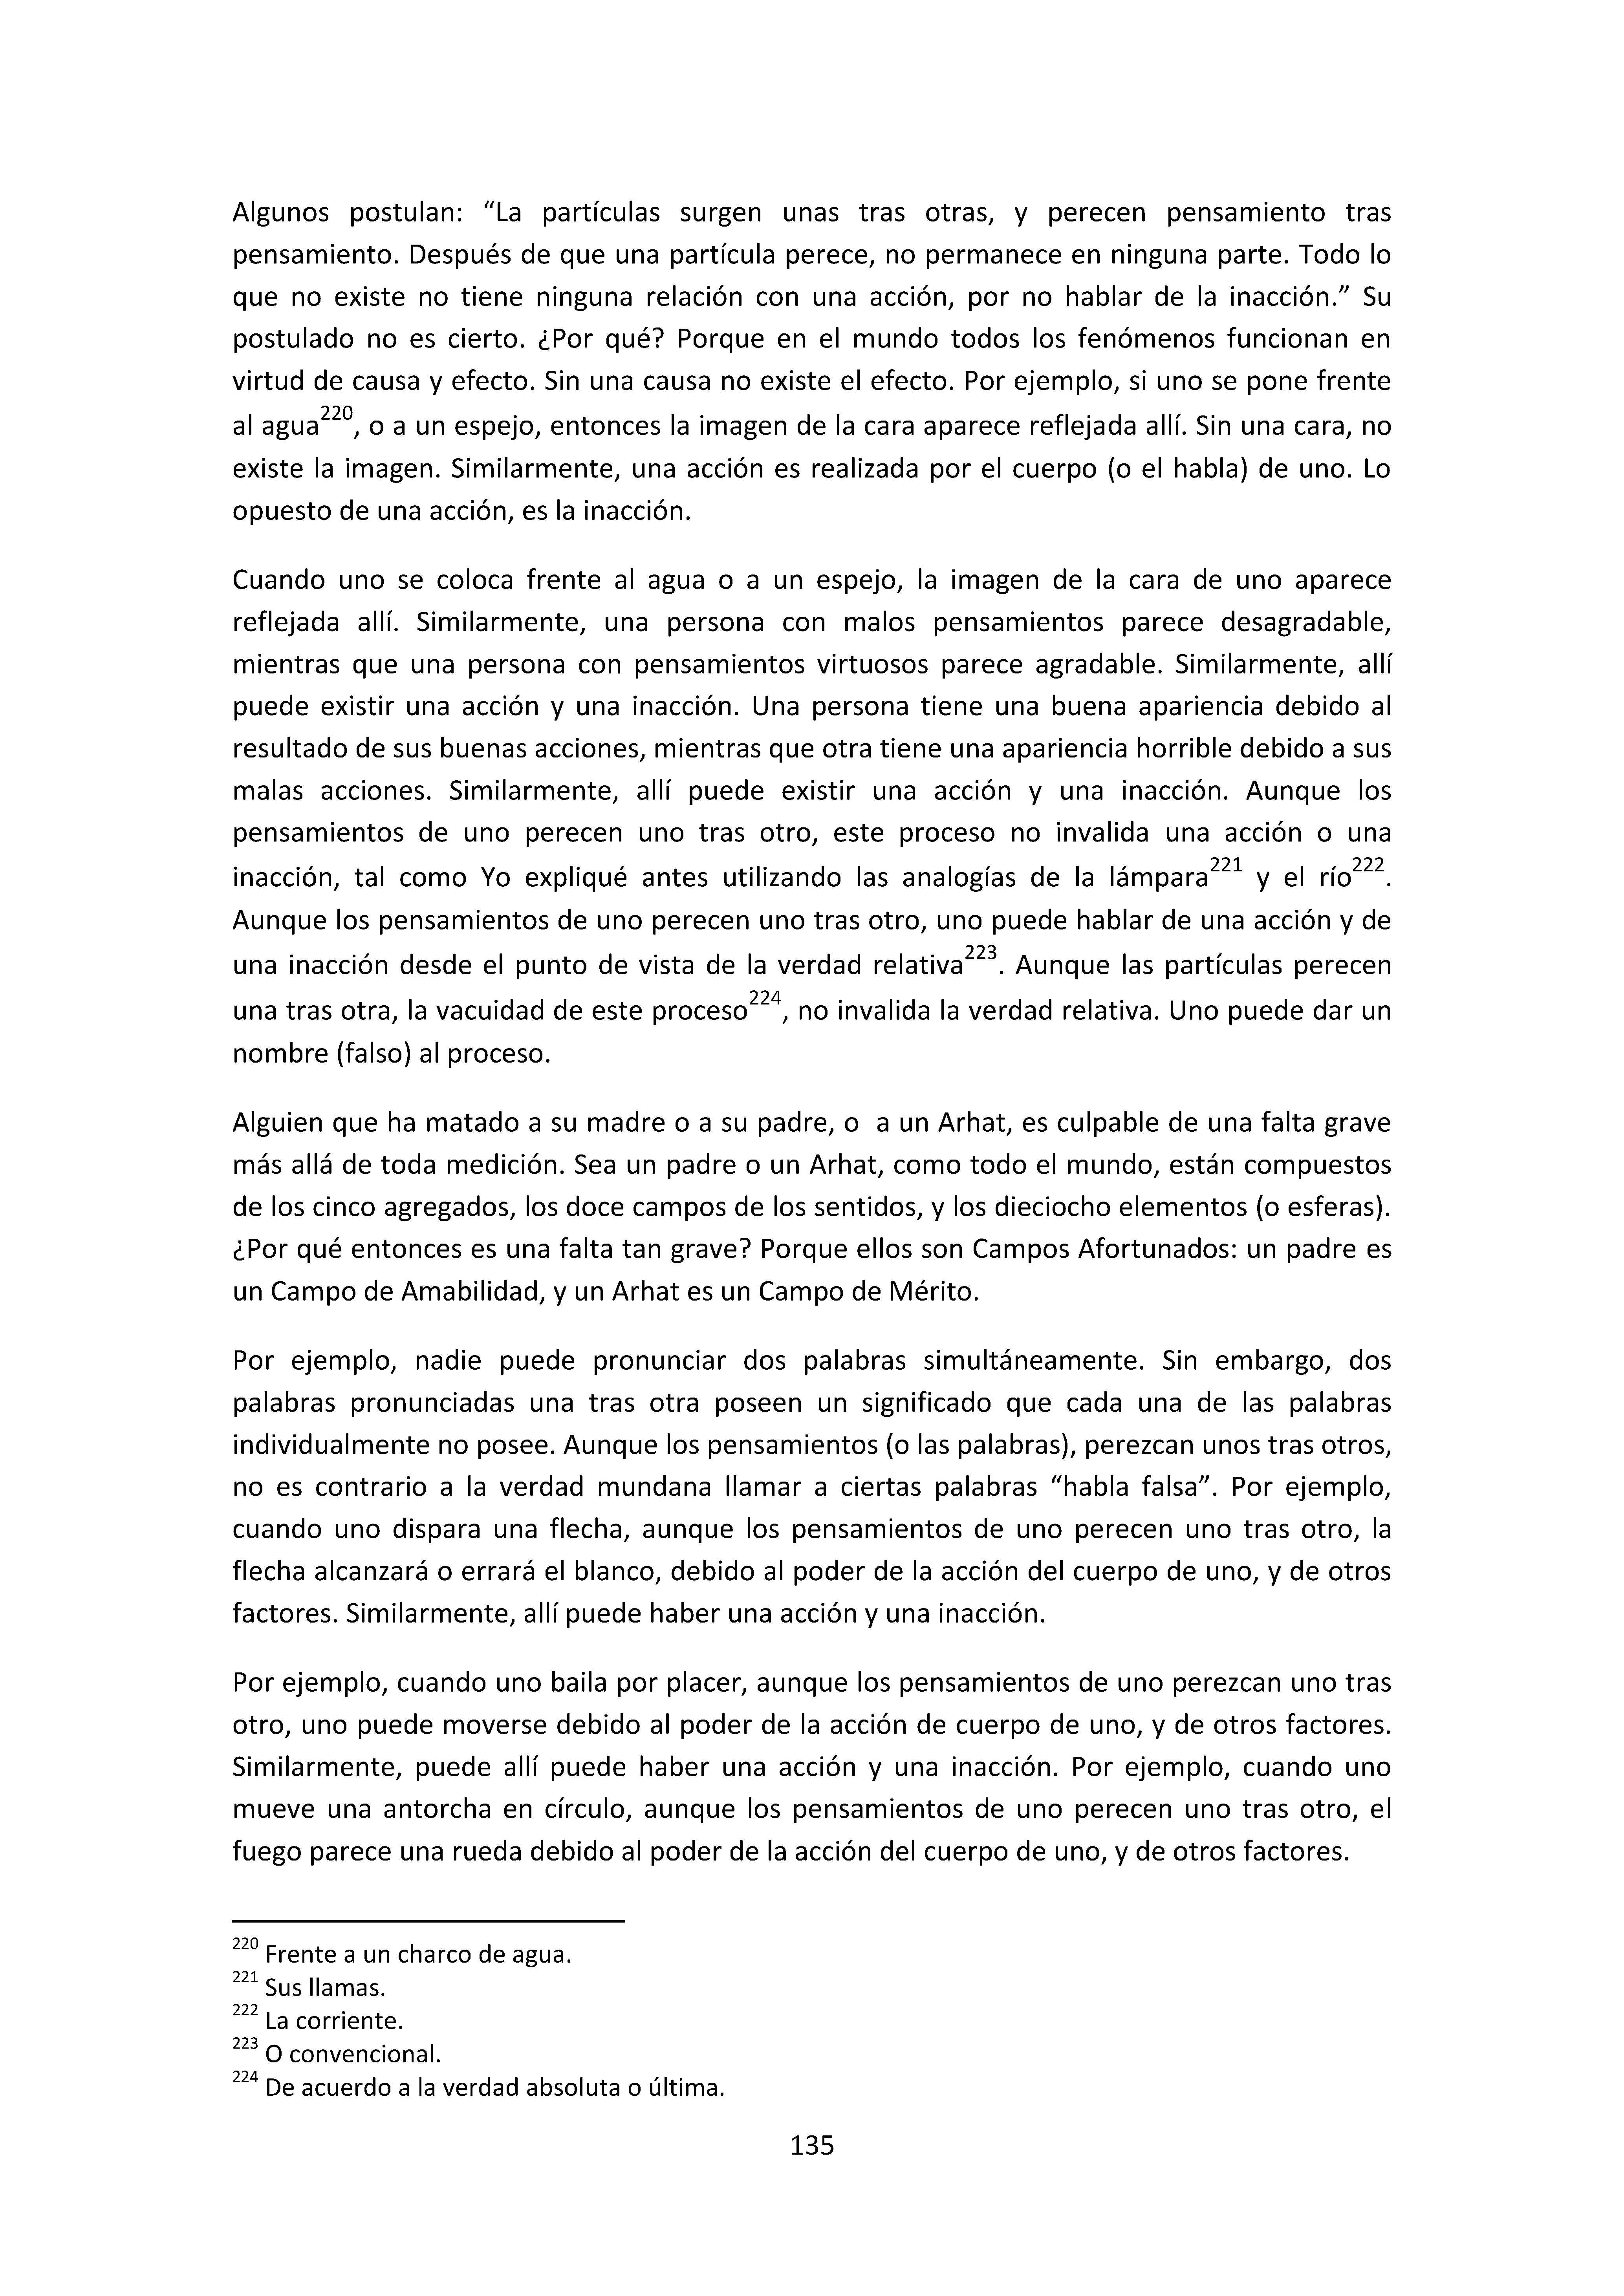 Algunos postulan: “La partículas surgen unas tras otras, y perecen pensamiento tras
pensamiento. Después de que una partícula perece, no permanece en ninguna parte. Todo lo
que no existe no tiene ninguna relación con una acción, por no hablar de la inacción.” Su
postulado no es cierto. ¿Por qué? Porque en el mundo todos los fenómenos funcionan en
virtud de causa y efecto. Sin una causa no existe el efecto. Por ejemplo, si uno se pone frente
al agua220, o a un espejo, entonces la imagen de la cara aparece reflejada allí. Sin una cara, no
existe la imagen. Similarmente, una acción es realizada por el cuerpo (o el habla) de uno. Lo
opuesto de una acción, es la inacción.
Cuando uno se coloca frente al agua o a un espejo, la imagen de la cara de uno aparece
reflejada allí. Similarmente, una persona con malos pensamientos parece desagradable,
mientras que una persona con pensamientos virtuosos parece agradable. Similarmente, allí
puede existir una acción y una inacción. Una persona tiene una buena apariencia debido al
resultado de sus buenas acciones, mientras que otra tiene una apariencia horrible debido a sus
malas acciones. Similarmente, allí puede existir una acción y una inacción. Aunque los
pensamientos de uno perecen uno tras otro, este proceso no invalida una acción o una
inacción, tal como Yo expliqué antes utilizando las analogías de la lámpara221 y el río222.
Aunque los pensamientos de uno perecen uno tras otro, uno puede hablar de una acción y de
una inacción desde el punto de vista de la verdad relativa223. Aunque las partículas perecen
una tras otra, la vacuidad de este proceso224, no invalida la verdad relativa. Uno puede dar un
nombre (falso) al proceso.
Alguien que ha matado a su madre o a su padre, o  a un Arhat, es culpable de una falta grave
más allá de toda medición. Sea un padre o un Arhat, como todo el mundo, están compuestos
de los cinco agregados, los doce campos de los sentidos, y los dieciocho elementos (o esferas).
¿Por qué entonces es una falta tan grave? Porque ellos son Campos Afortunados: un padre es
un Campo de Amabilidad, y un Arhat es un Campo de Mérito.
Por ejemplo, nadie puede pronunciar dos palabras simultáneamente. Sin embargo, dos
palabras pronunciadas una tras otra poseen un significado que cada una de las palabras
individualmente no posee. Aunque los pensamientos (o las palabras), perezcan unos tras otros,
no es contrario a la verdad mundana llamar a ciertas palabras “habla falsa”. Por ejemplo,
cuando uno dispara una flecha, aunque los pensamientos de uno perecen uno tras otro, la
flecha alcanzará o errará el blanco, debido al poder de la acción del cuerpo de uno, y de otros
factores. Similarmente, allí puede haber una acción y una inacción.
Por ejemplo, cuando uno baila por placer, aunque los pensamientos de uno perezcan uno tras
otro, uno puede moverse debido al poder de la acción de cuerpo de uno, y de otros factores.
Similarmente, puede allí puede haber una acción y una inacción. Por ejemplo, cuando uno
mueve una antorcha en círculo, aunque los pensamientos de uno perecen uno tras otro, el
fuego parece una rueda debido al poder de la acción del cuerpo de uno, y de otros factores.
220 Frente a un charco de agua.
221 Sus llamas.
222 La corriente.
223 O convencional.
224 De acuerdo a la verdad absoluta o última.
135